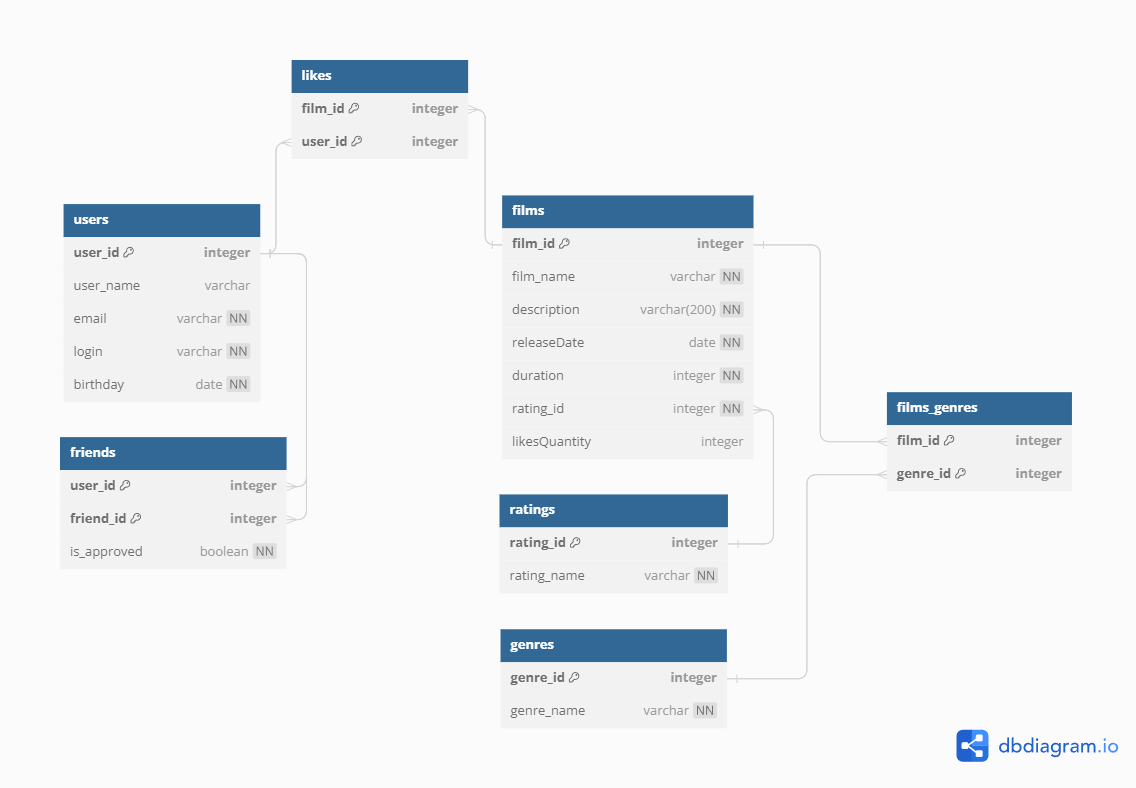 likes
film_id integer
user_id integer
users
user_id integer
user_name varchar
email varchar NN
login varchar NN
birthday date NN
films
film_id integer
film_name varchar NN
description varchar(200) NN
releaseDate date NN
duration integer NN
rating_id integer NN
likesQuantity integer
films_genres
film_id integer
genre_id integer
friends
user_id integer
friend_id integer
is_approved boolean NN
ratings
rating_id integer
rating_name varchar NN
genres
genre_id integer
genre_name varchar NN
dbdiagram.io